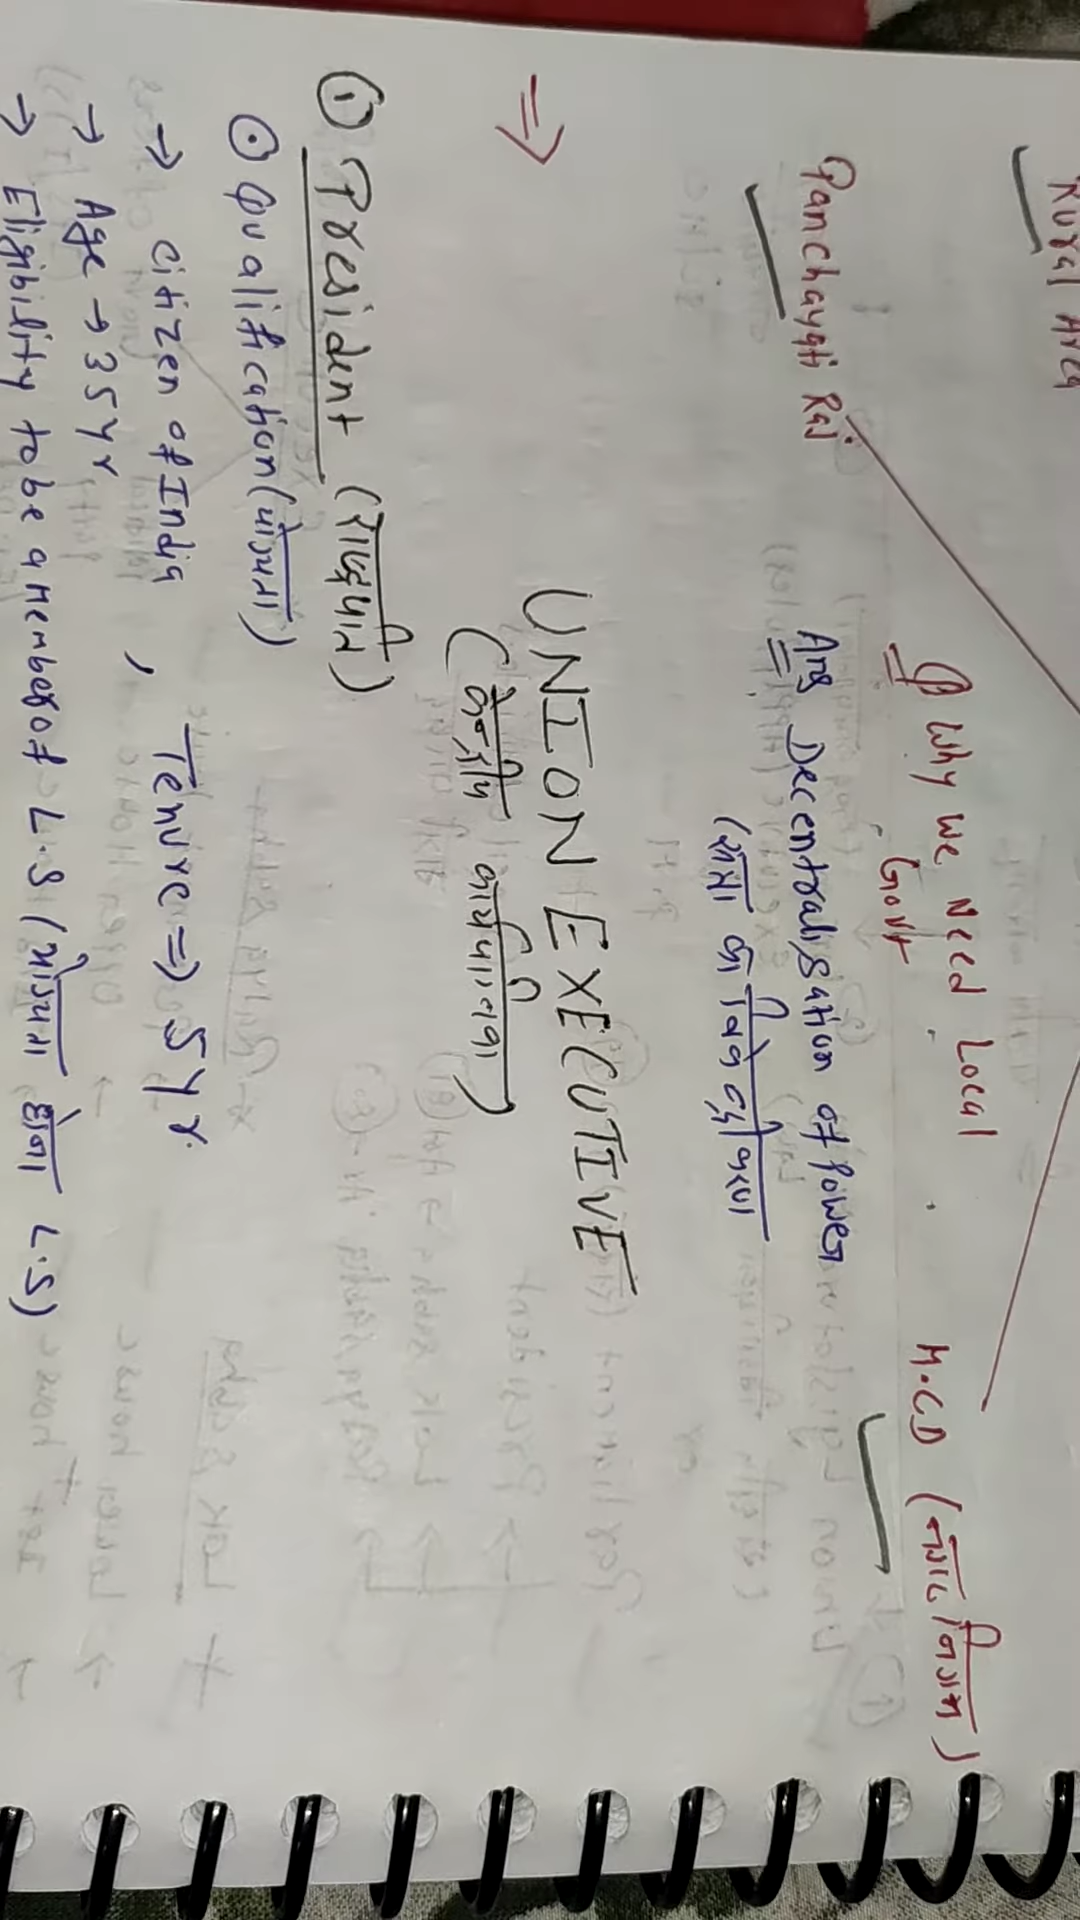 Rural Area
Panchayati Raj
M.CD (नगर निगम)
Q Why we Need Local
Govt
Ans Decentralisation of Power
(सत्ता का विकेंद्रीकरण)
UNION EXECUTIVE
(केन्द्रीय कार्यपालिका)
① President (राष्ट्रपति)
⊙ Qualification (योग्यता)
→ Citizen of India , Tenure ⇒ 5 Yr.
→ Age → 35 Yr
→ Eligibility to be a Member of L.S (योग्यता होना L.S)